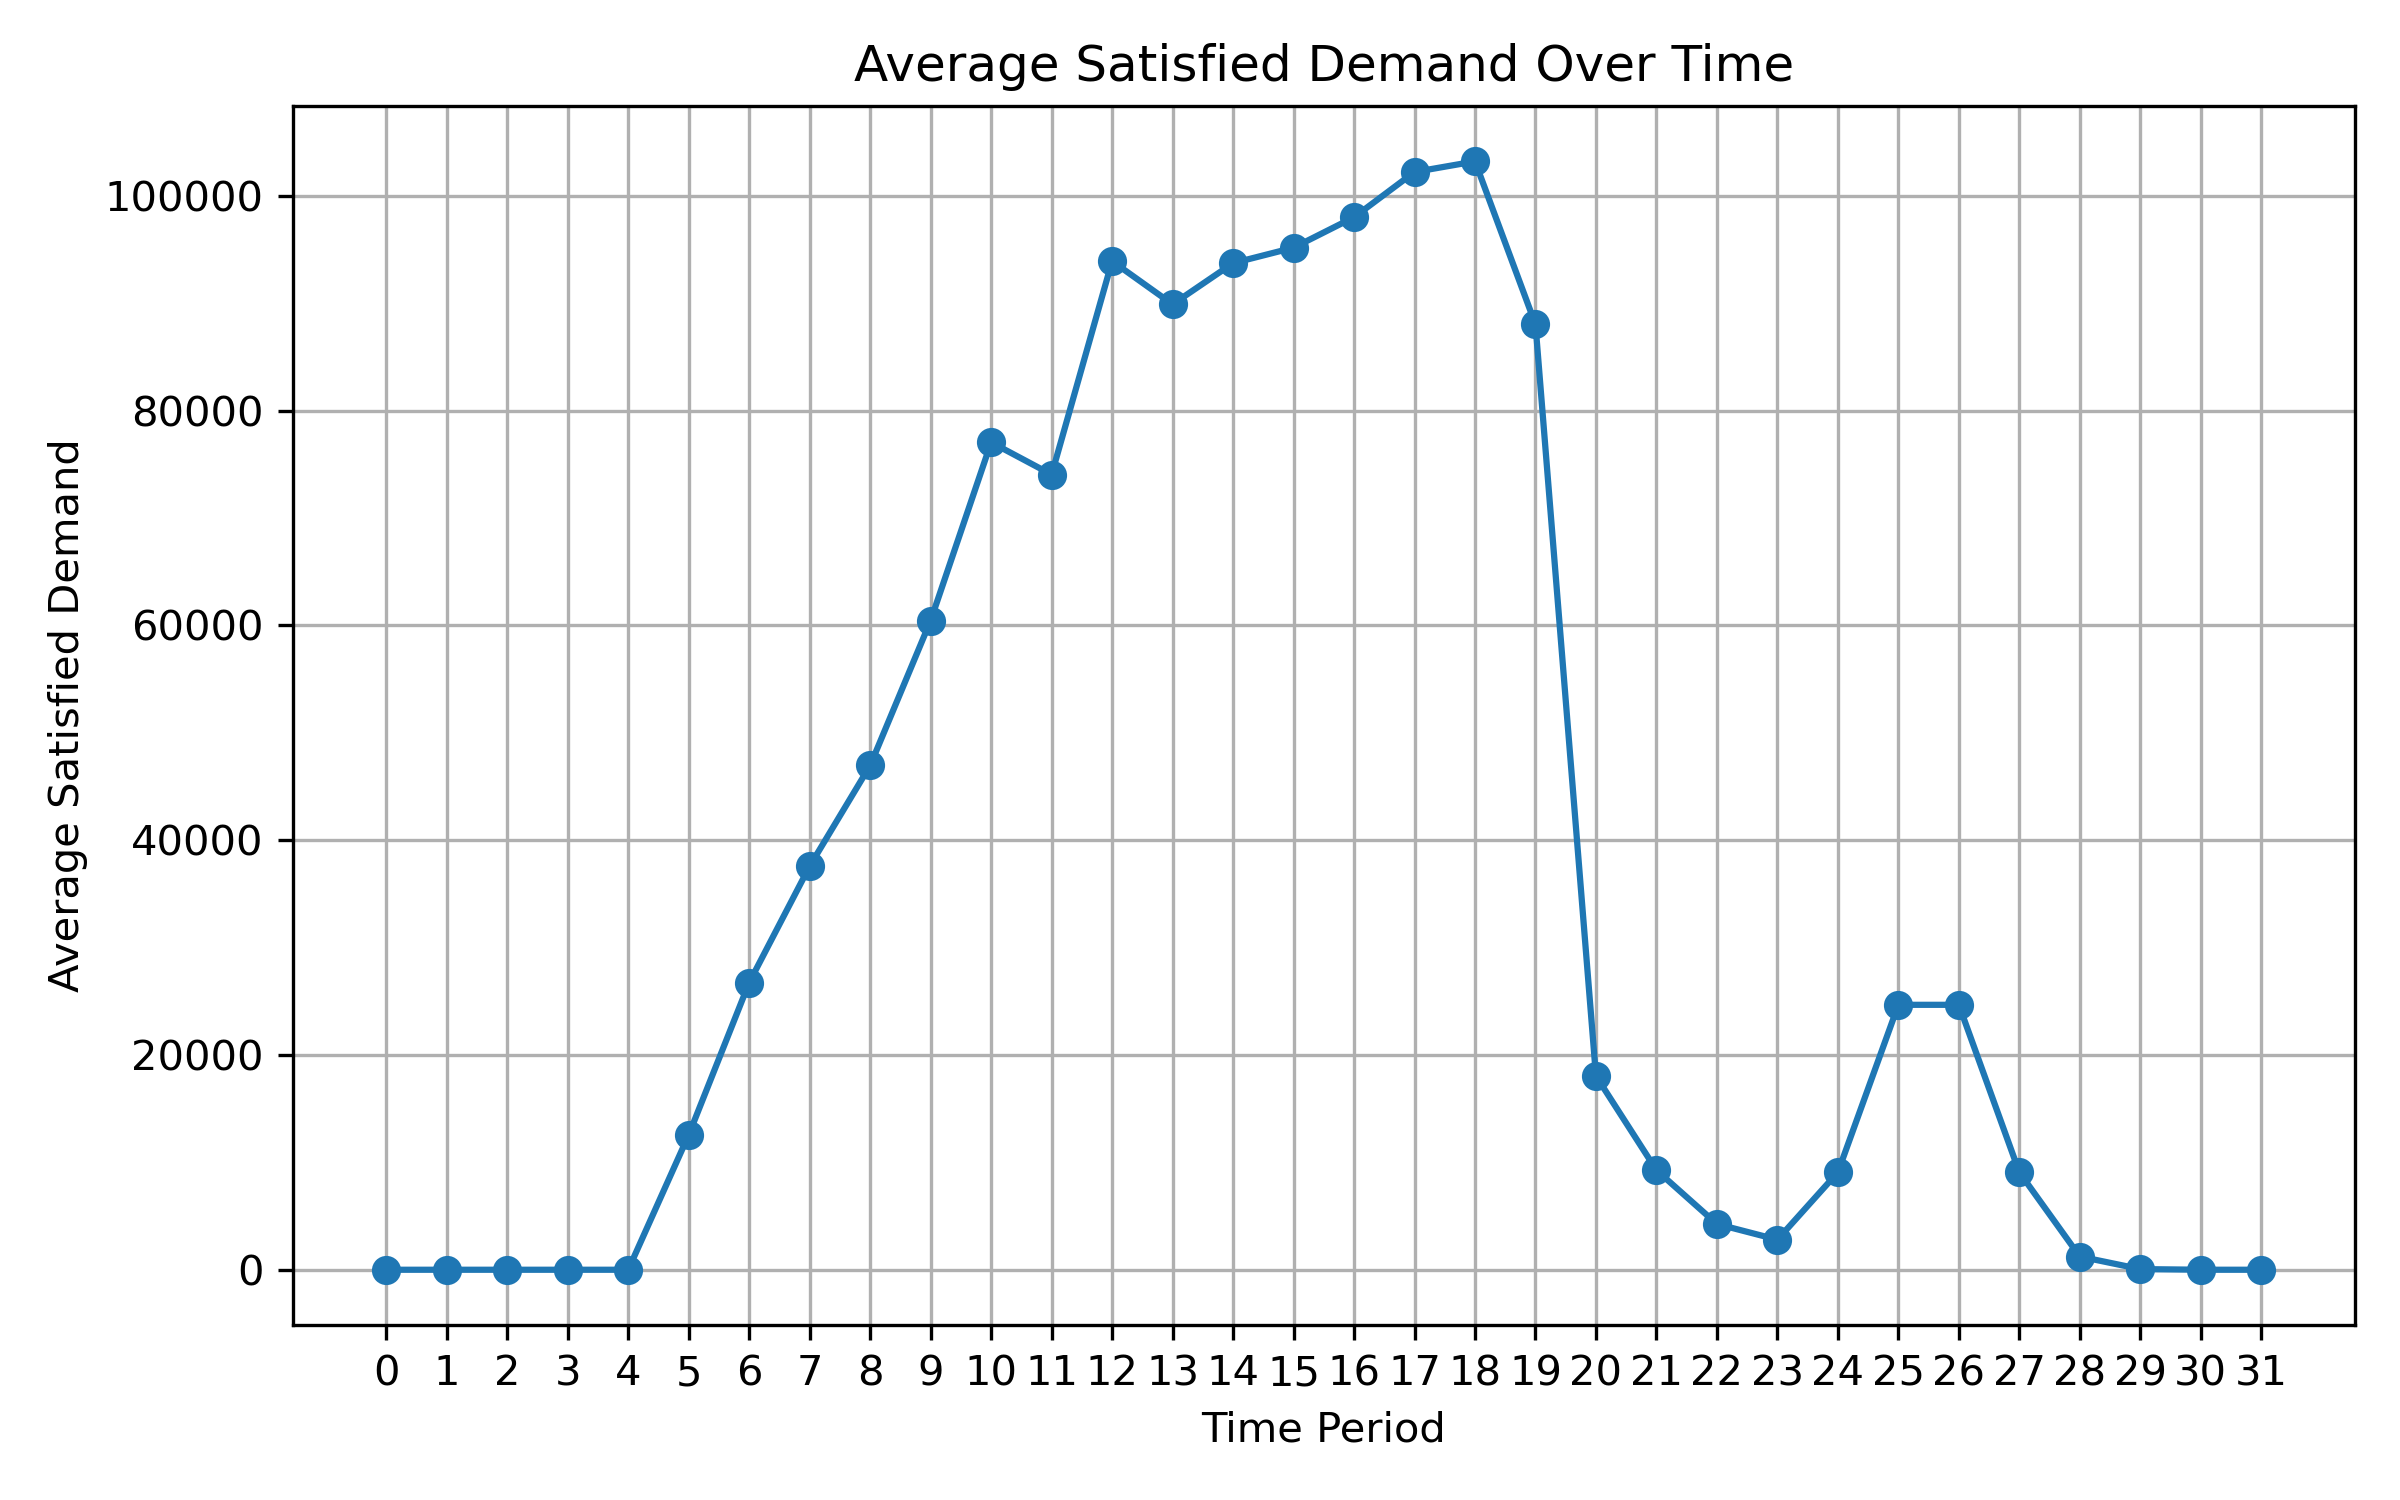 Average Satisfied Demand Over Time
Average Satisfied Demand
100000
80000
60000
40000
20000
0
0 1 2 3 4 5 6 7 8 9 10 11 12 13 14 15 16 17 18 19 20 21 22 23 24 25 26 27 28 29 30 31
Time Period